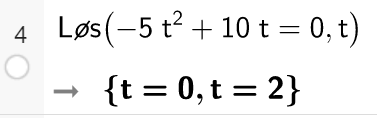 4 Løs(−5 t² + 10 t = 0, t)
→ {t = 0, t = 2}